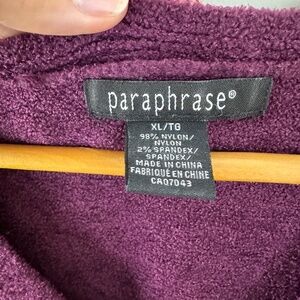 paraphrase®
XL/TG
98% NYLON/
NYLON
2% SPANDEX/
SPANDEX/
MADE IN CHINA
FABRIQUÉ EN CHINE
CA07043